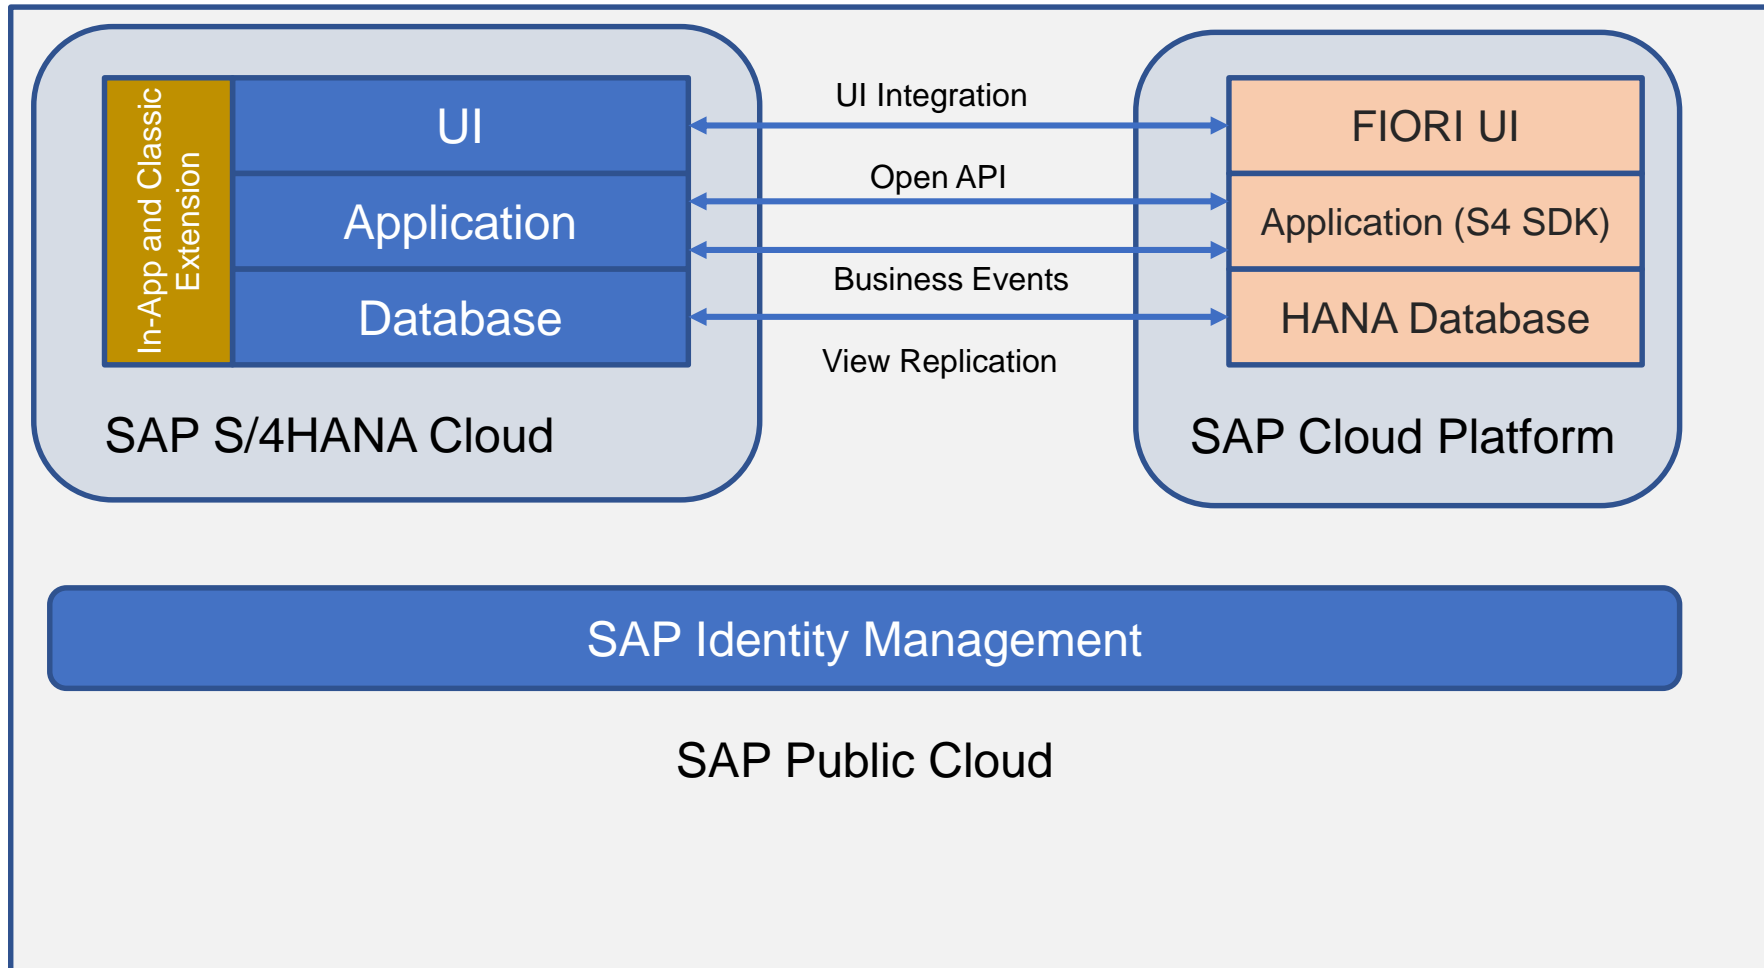 In-App and Classic
Extension
UI
Application
Database
SAP S/4HANA Cloud
UI Integration
Open API
Business Events
View Replication
FIORI UI
Application (S4 SDK)
HANA Database
SAP Cloud Platform
SAP Identity Management
SAP Public Cloud